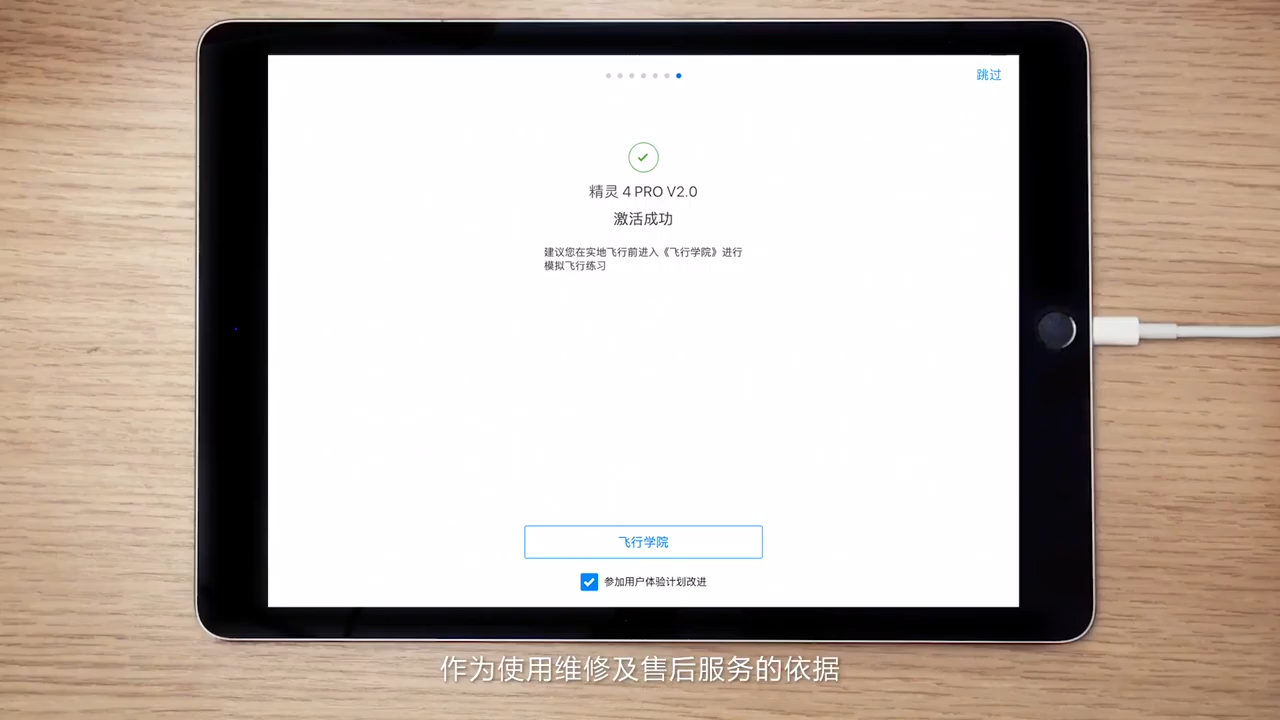 跳过
精灵 4 PRO V2.0
激活成功
建议您在实地飞行前进入《飞行学院》进行
模拟飞行练习
飞行学院
参加用户体验计划改进
作为使用维修及售后服务的依据